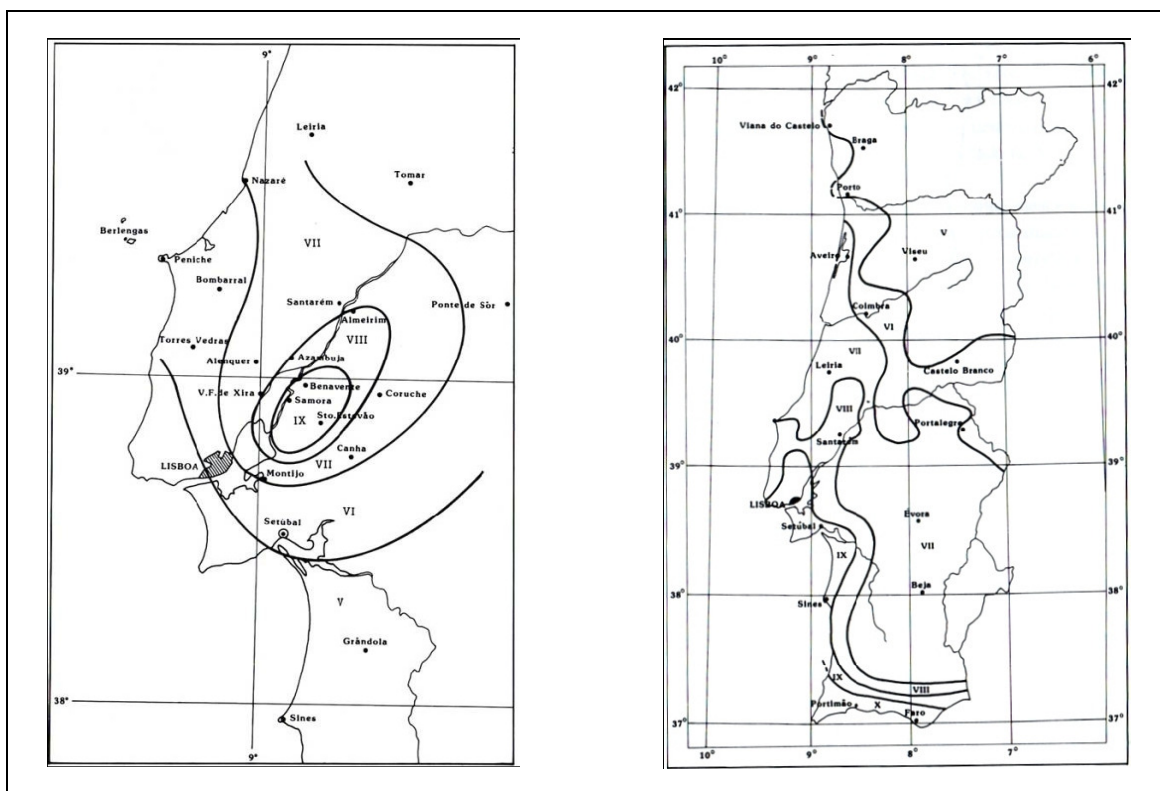 9°
Leiria
Nazaré
Tomar
Berlengas
VII
Peniche
Bombarral
Santarém
Ponte de Sôr
Almeirim
Torres Vedras
VIII
Alenquer
Azambuja
39°
Benavente
V.F. de Xira
Samora
Coruche
IX
Sto. Estevão
Canha
LISBOA
VII
Montijo
VI
Setúbal
V
Grândola
38°
Sines
9°
10° 9° 8° 7° 6°
42° 42°
Viana do Castelo
Braga
Porto
41° 41°
V
Aveiro
Viseu
Coimbra
VI
40° 40°
VII
Leiria
Castelo Branco
VIII
Portalegre
Santarém
39° 39°
LISBOA
Évora
Setúbal
VII
IX
Beja
38° 38°
Sines
IX
VIII
Portimão
X
Faro
37° 37°
10° 9° 8° 7°